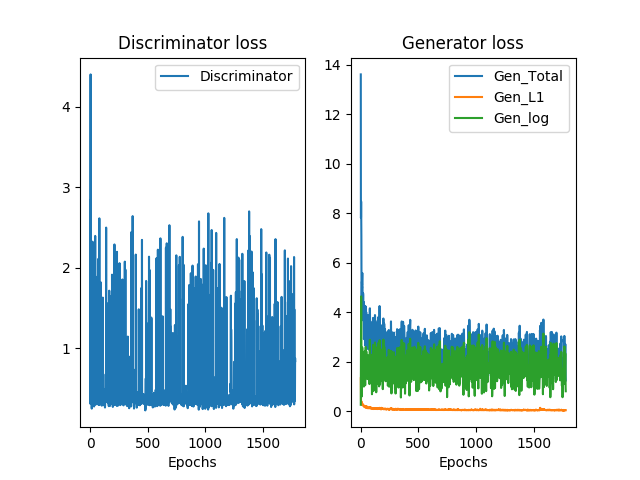 Discriminator loss
Discriminator
4
3
2
1
0
500
1000
1500
Epochs
Generator loss
Gen_Total
Gen_L1
Gen_log
14
12
10
8
6
4
2
0
0
500
1000
1500
Epochs